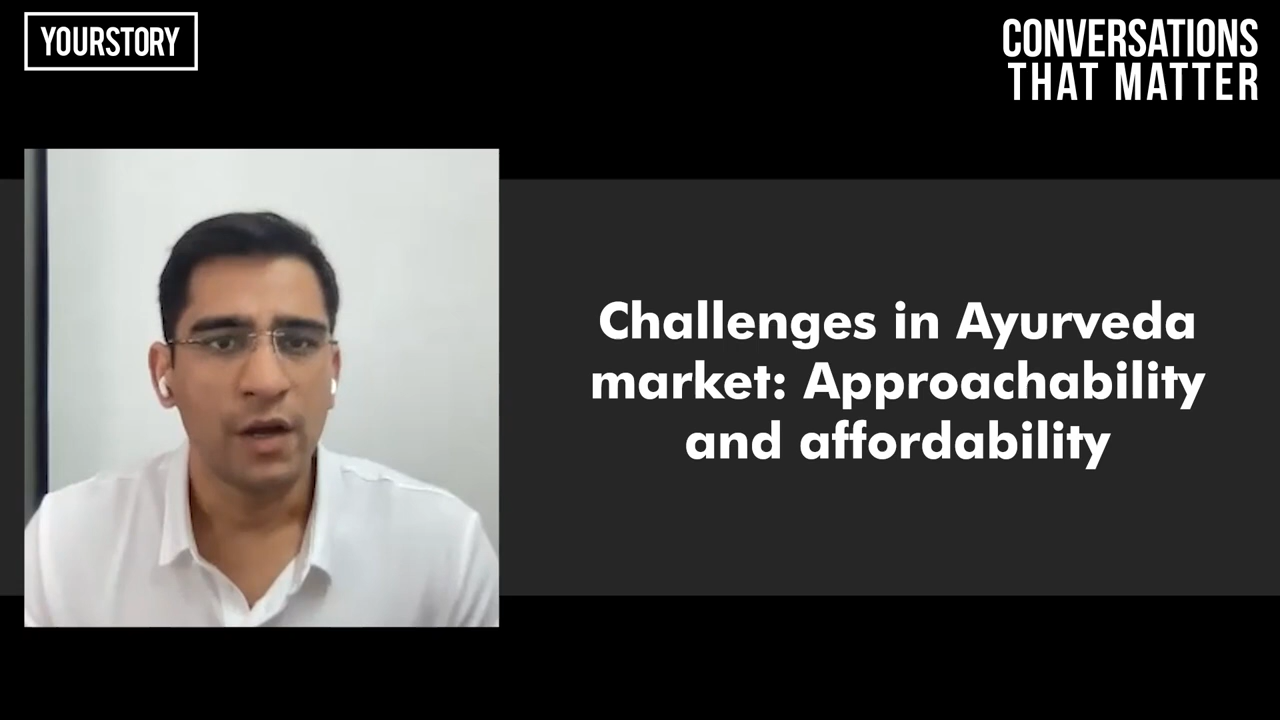 YOURSTORY
CONVERSATIONS
THAT MATTER
Challenges in Ayurveda
market: Approachability
and affordability